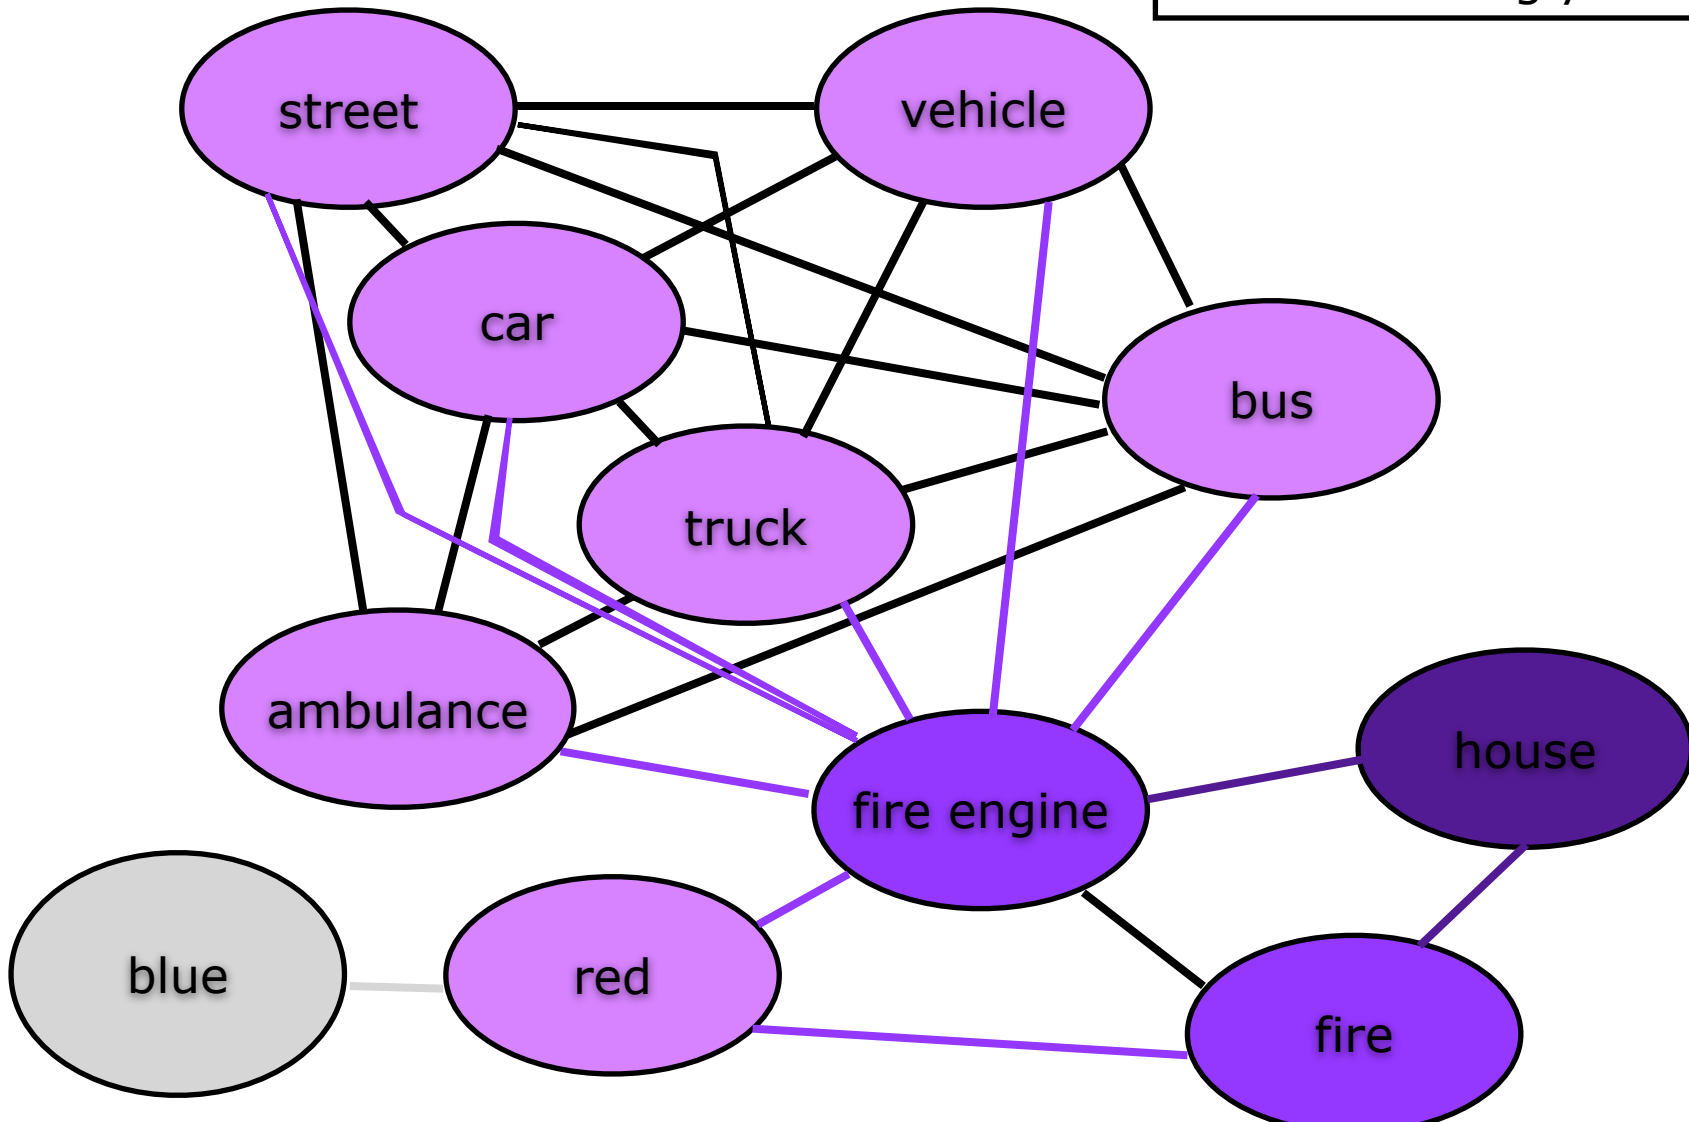 street
vehicle
car
bus
truck
ambulance
house
fire engine
blue
red
fire